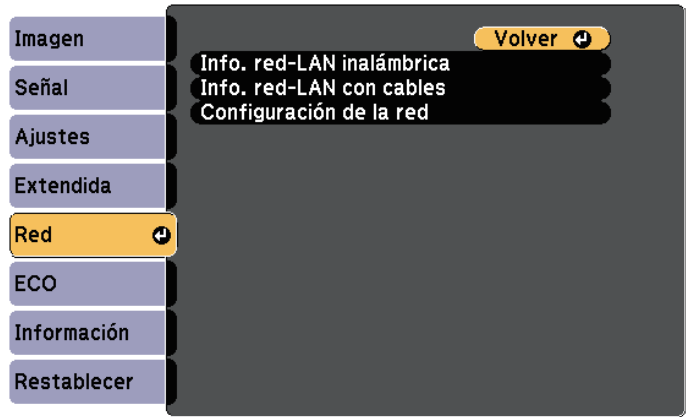 Imagen
Señal
Ajustes
Extendida
Red
ECO
Información
Restablecer
Volver
Info. red-LAN inalámbrica
Info. red-LAN con cables
Configuración de la red